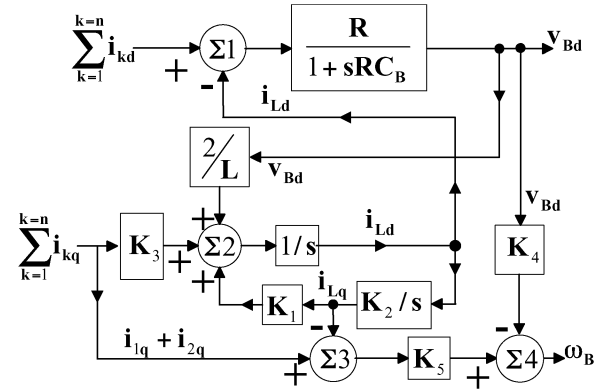 k=n
∑ i_kd
k=1
+
Σ1
-
R
1 + sRC_B
v_Bd
i_Ld
2/L
v_Bd
v_Bd
k=n
∑ i_kq
k=1
K_3
+
+
Σ2
+
1/s
i_Ld
K_4
i_Lq
K_1
K_2/s
i_1q + i_2q
-
+
Σ3
K_5
-
+
Σ4
ω_B